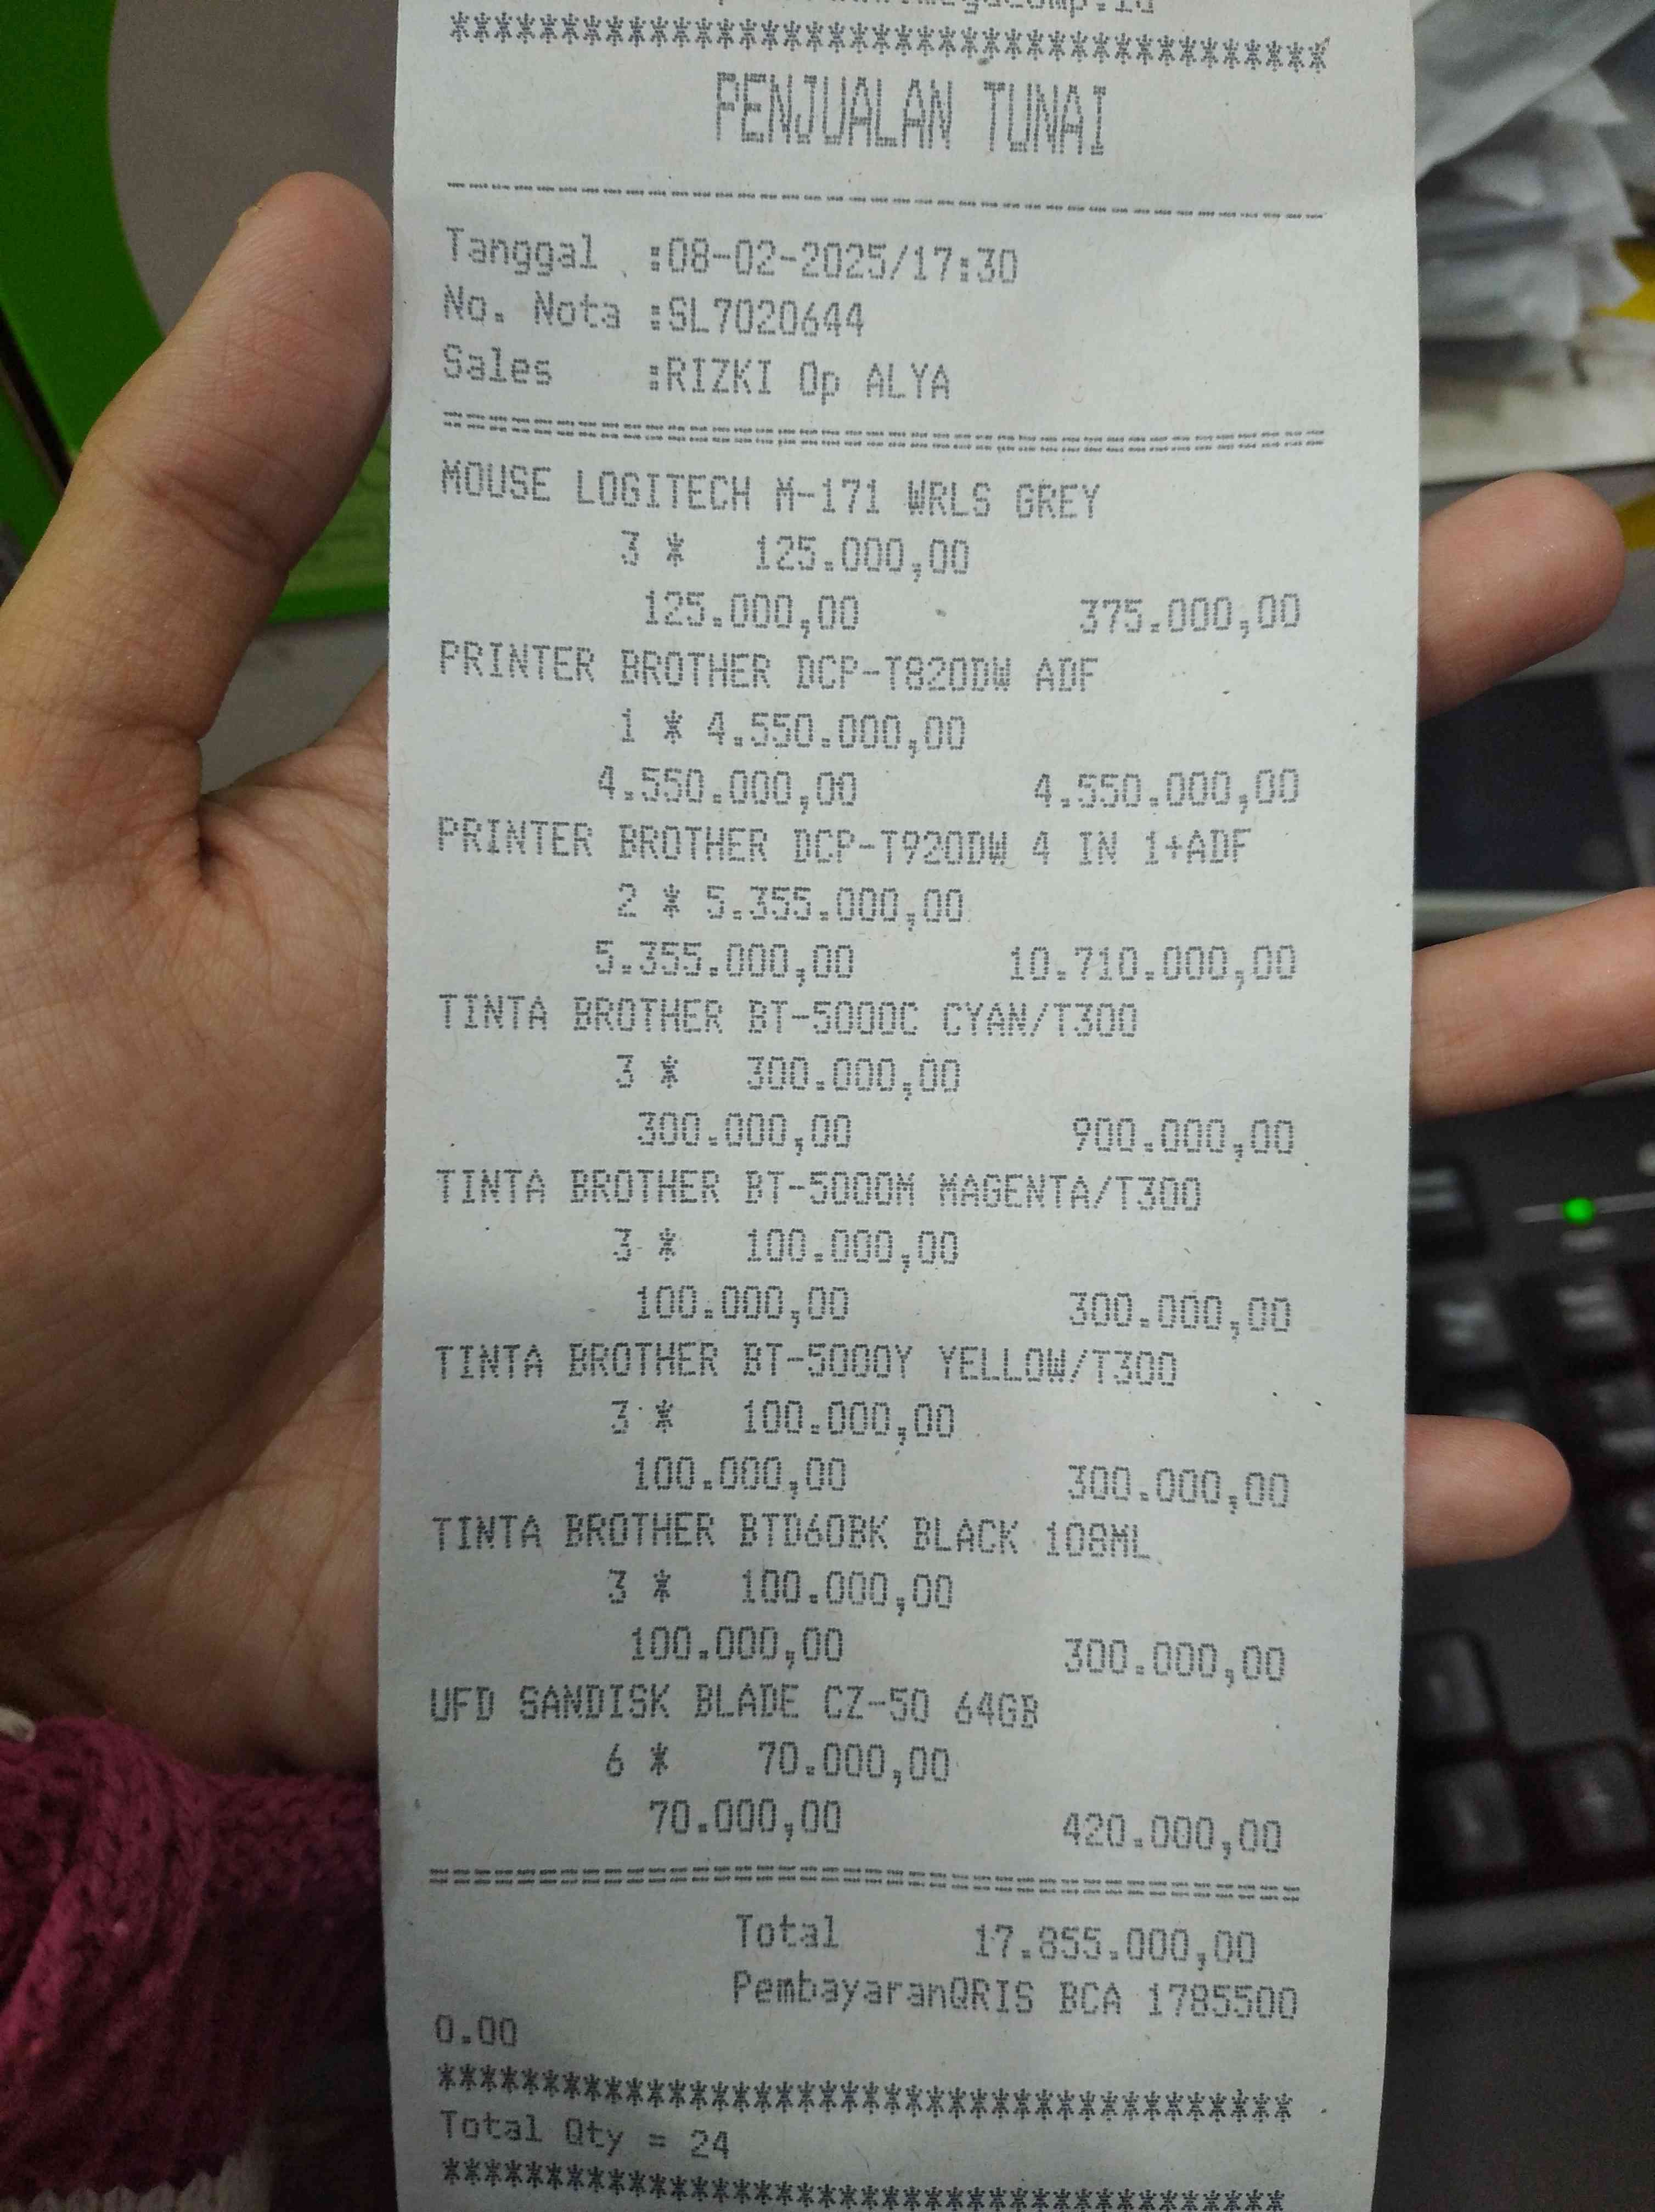 ****************************************
PENJUALAN TUNAI
----------------------------------------
Tanggal :08-02-2025/17:30
No. Nota :SL7020644
Sales :RIZKI Op ALYA
========================================
MOUSE LOGITECH M-171 WRLS GREY
3 * 125.000,00
125.000,00 375.000,00
PRINTER BROTHER DCP-T820DW ADF
1 * 4.550.000,00
4.550.000,00 4.550.000,00
PRINTER BROTHER DCP-T920DW 4 IN 1+ADF
2 * 5.355.000,00
5.355.000,00 10.710.000,00
TINTA BROTHER BT-5000C CYAN/T300
3 * 300.000,00
300.000,00 900.000,00
TINTA BROTHER BT-5000M MAGENTA/T300
3 * 100.000,00
100.000,00 300.000,00
TINTA BROTHER BT-5000Y YELLOW/T300
3 * 100.000,00
100.000,00 300.000,00
TINTA BROTHER BTD60BK BLACK 108ML
3 * 100.000,00
100.000,00 300.000,00
UFD SANDISK BLADE CZ-50 64GB
6 * 70.000,00
70.000,00 420.000,00
========================================
Total 17.855.000,00
PembayaranQRIS BCA 1785500
0.00
****************************************
Total Qty = 24
****************************************